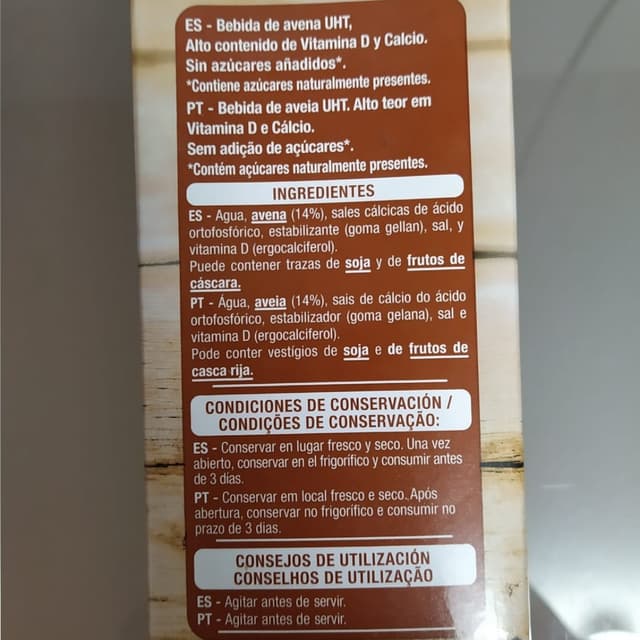 ES - Bebida de avena UHT,
Alto contenido de Vitamina D y Calcio.
Sin azúcares añadidos*.
*Contiene azúcares naturalmente presentes.
PT - Bebida de aveia UHT. Alto teor em
Vitamina D e Cálcio.
Sem adição de açúcares*.
*Contém açúcares naturalmente presentes.
INGREDIENTES
ES - Agua, avena (14%), sales cálcicas de ácido
ortofosfórico, estabilizante (goma gellan), sal, y
vitamina D (ergocalciferol).
Puede contener trazas de soja y de frutos de
cáscara.
PT - Água, aveia (14%), sais de cálcio do ácido
ortofosfórico, estabilizador (goma gelana), sal e
vitamina D (ergocalciferol).
Pode conter vestígios de soja e de frutos de
casca rija.
CONDICIONES DE CONSERVACIÓN /
CONDIÇÕES DE CONSERVAÇÃO:
ES - Conservar en lugar fresco y seco. Una vez
abierto, conservar en el frigorífico y consumir antes
de 3 días.
PT - Conservar em local fresco e seco. Após
abertura, conservar no frigorífico e consumir no
prazo de 3 dias.
CONSEJOS DE UTILIZACIÓN
CONSELHOS DE UTILIZAÇÃO
ES - Agitar antes de servir.
PT - Agitar antes de servir.